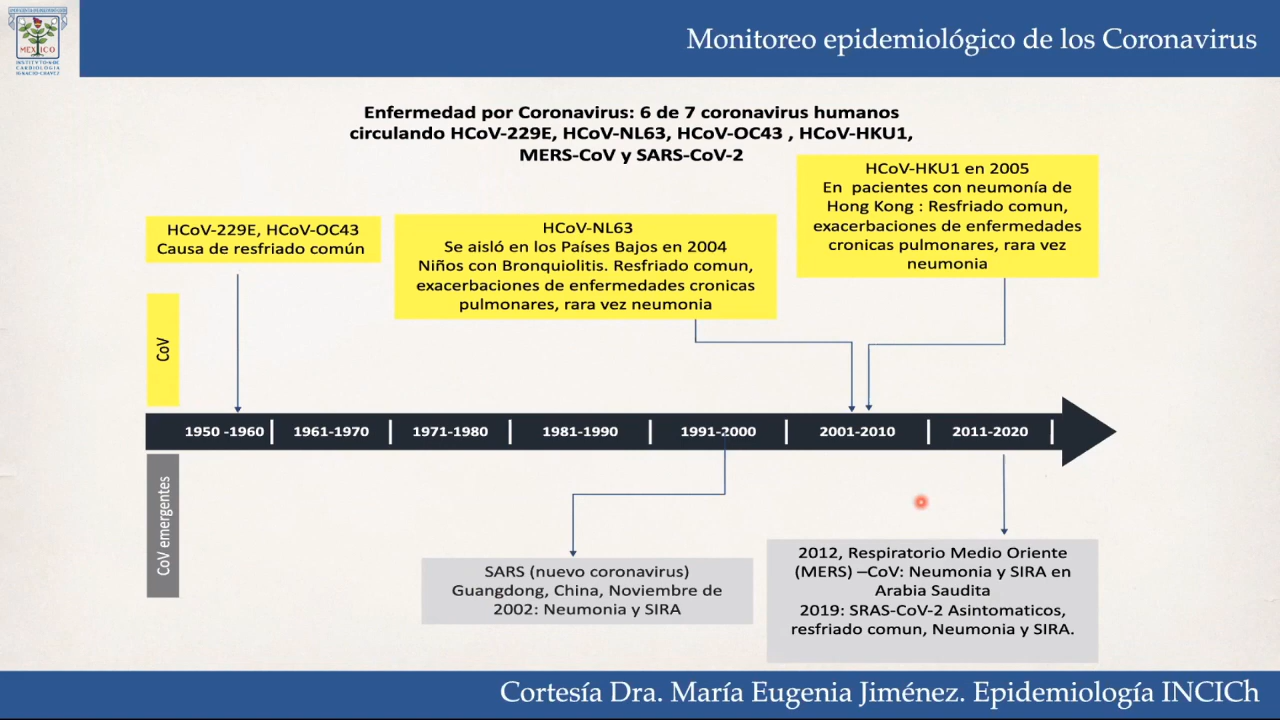 MEXICO
INSTITUTO DE
CARDIOLOGIA
IGNACIO CHAVEZ
Monitoreo epidemiológico de los Coronavirus
Enfermedad por Coronavirus: 6 de 7 coronavirus humanos
circulando HCoV-229E, HCoV-NL63, HCoV-OC43 , HCoV-HKU1,
MERS-CoV y SARS-CoV-2
HCoV-229E, HCoV-OC43
Causa de resfriado común
HCoV-NL63
Se aisló en los Países Bajos en 2004
Niños con Bronquiolitis. Resfriado comun,
exacerbaciones de enfermedades cronicas
pulmonares, rara vez neumonia
HCoV-HKU1 en 2005
En pacientes con neumonía de
Hong Kong : Resfriado comun,
exacerbaciones de enfermedades
cronicas pulmonares, rara vez
neumonia
CoV
1950 -1960
1961-1970
1971-1980
1981-1990
1991-2000
2001-2010
2011-2020
CoV emergentes
SARS (nuevo coronavirus)
Guangdong, China, Noviembre de
2002: Neumonia y SIRA
2012, Respiratorio Medio Oriente
(MERS) –CoV: Neumonia y SIRA en
Arabia Saudita
2019: SRAS-CoV-2 Asintomaticos,
resfriado comun, Neumonia y SIRA.
Cortesía Dra. María Eugenia Jiménez. Epidemiología INCICh